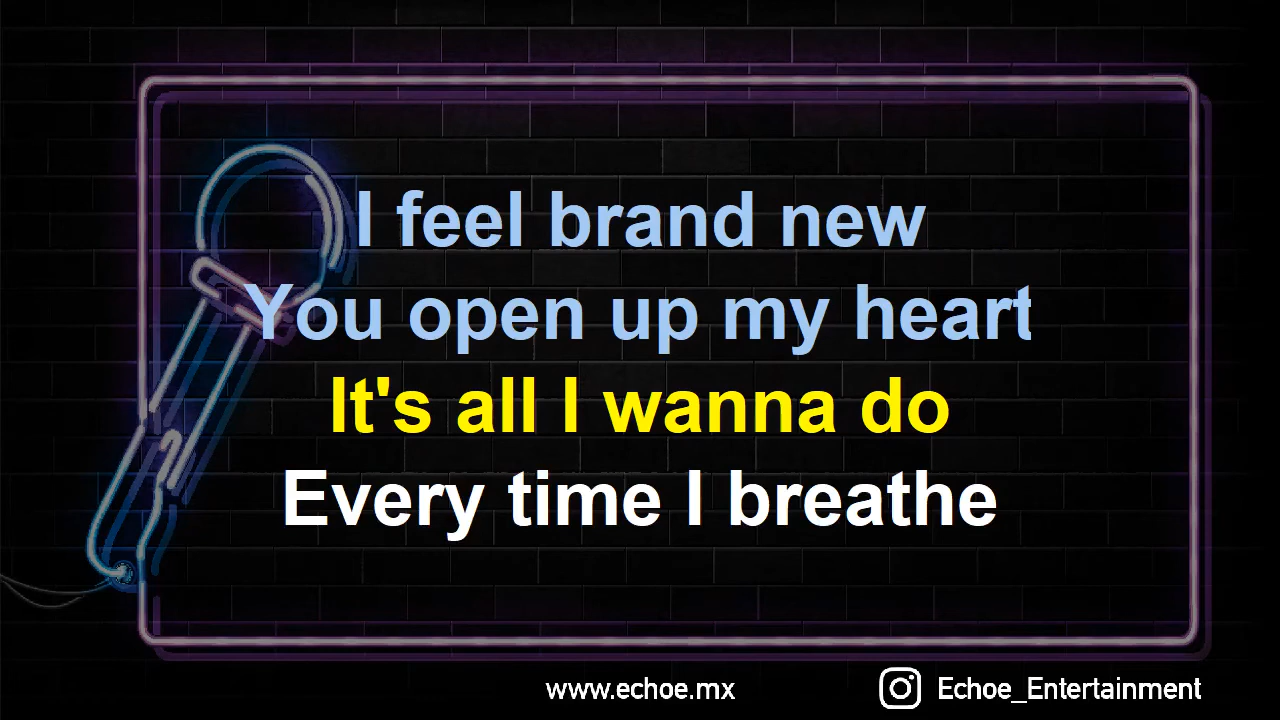 I feel brand new
You open up my heart
It's all I wanna do
Every time I breathe
www.echoe.mx
Echoe_Entertainment